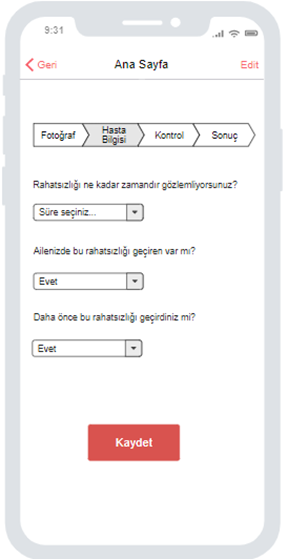 9:31
Geri Ana Sayfa Edit
Fotoğraf Hasta Bilgisi Kontrol Sonuç
Rahatsızlığı ne kadar zamandır gözlemliyorsunuz?
Süre seçiniz...
Ailenizde bu rahatsızlığı geçiren var mı?
Evet
Daha önce bu rahatsızlığı geçirdiniz mi?
Evet
Kaydet